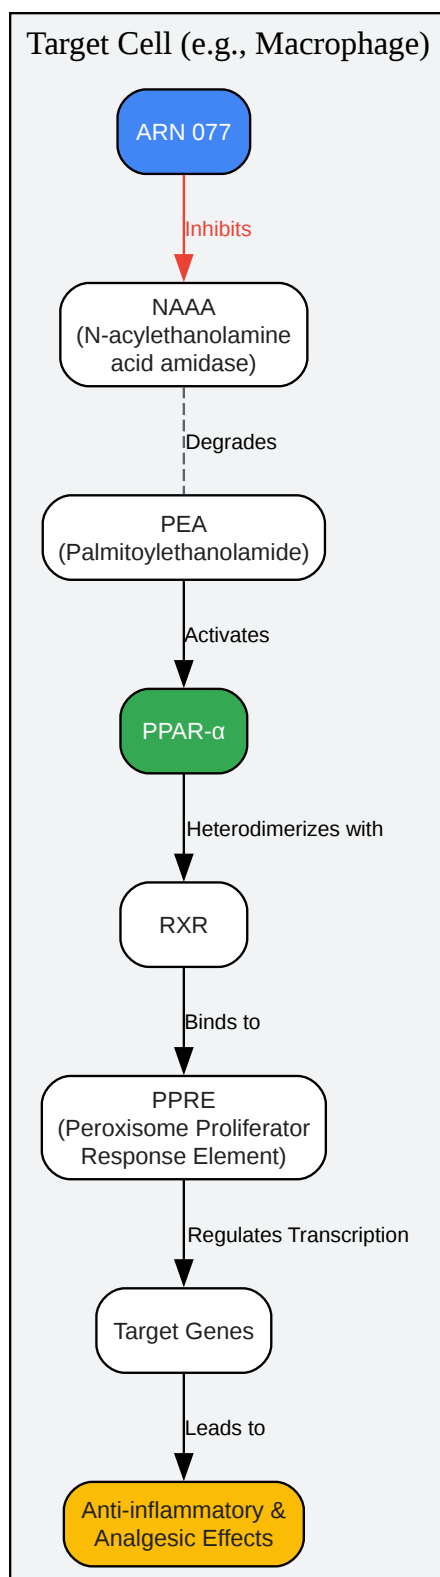 Target Cell (e.g., Macrophage)
ARN 077
Inhibits
NAAA
(N-acylethanolamine
acid amidase)
Degrades
PEA
(Palmitoylethanolamide)
Activates
PPAR-α
Heterodimerizes with
RXR
Binds to
PPRE
(Peroxisome Proliferator
Response Element)
Regulates Transcription
Target Genes
Leads to
Anti-inflammatory &
Analgesic Effects